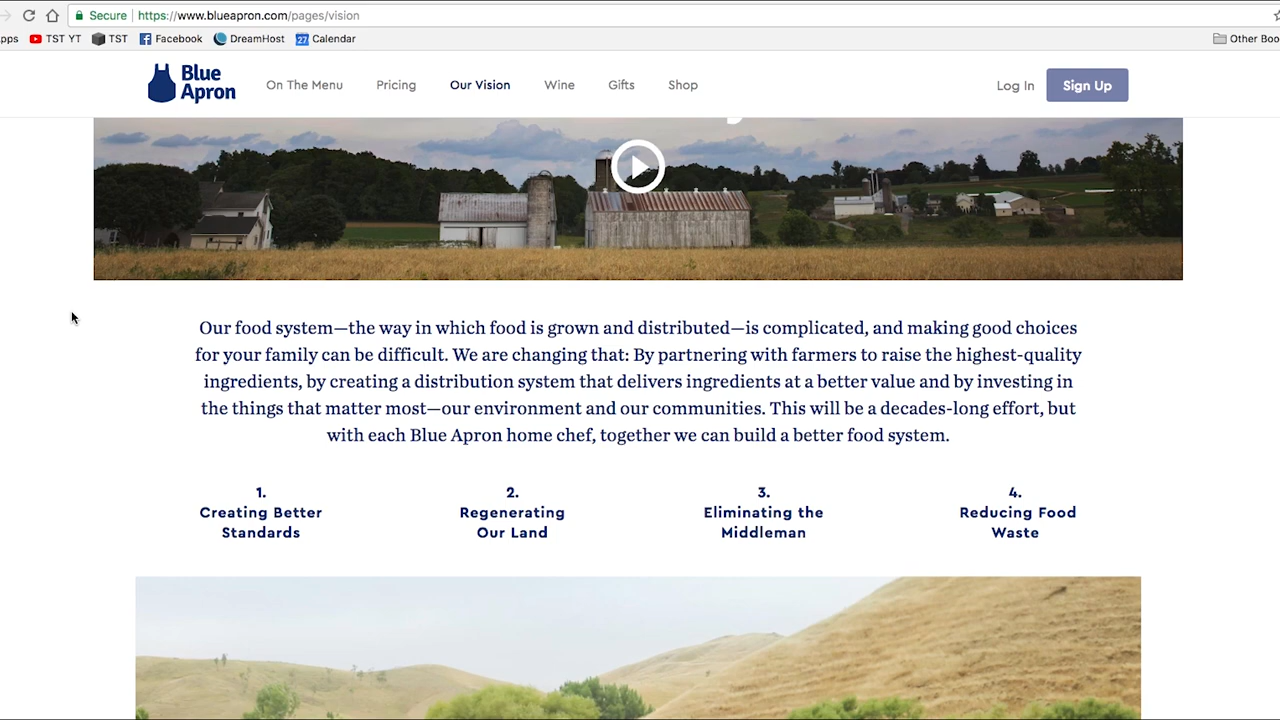 Secure https://www.blueapron.com/pages/vision
pps TST YT TST Facebook DreamHost 27 Calendar Other Boo
Blue
Apron
On The Menu Pricing Our Vision Wine Gifts Shop Log In Sign Up
Our food system—the way in which food is grown and distributed—is complicated, and making good choices
for your family can be difficult. We are changing that: By partnering with farmers to raise the highest-quality
ingredients, by creating a distribution system that delivers ingredients at a better value and by investing in
the things that matter most—our environment and our communities. This will be a decades-long effort, but
with each Blue Apron home chef, together we can build a better food system.
1. 2. 3. 4.
Creating Better Regenerating Eliminating the Reducing Food
Standards Our Land Middleman Waste